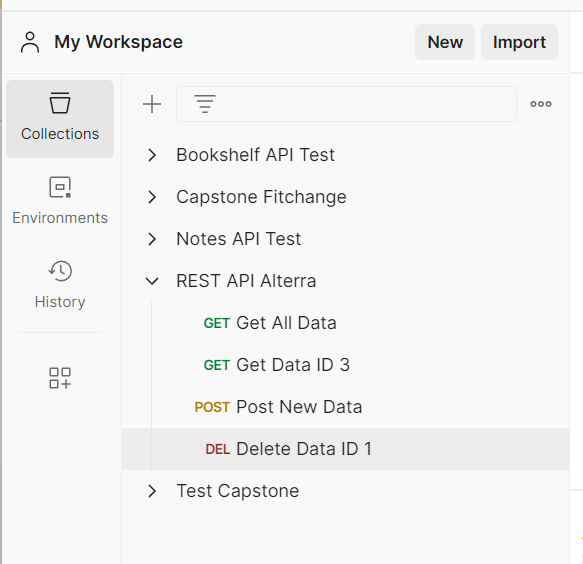 My Workspace
New
Import
Collections
Environments
History
Bookshelf API Test
Capstone Fitchange
Notes API Test
REST API Alterra
GET Get All Data
GET Get Data ID 3
POST Post New Data
DEL Delete Data ID 1
Test Capstone